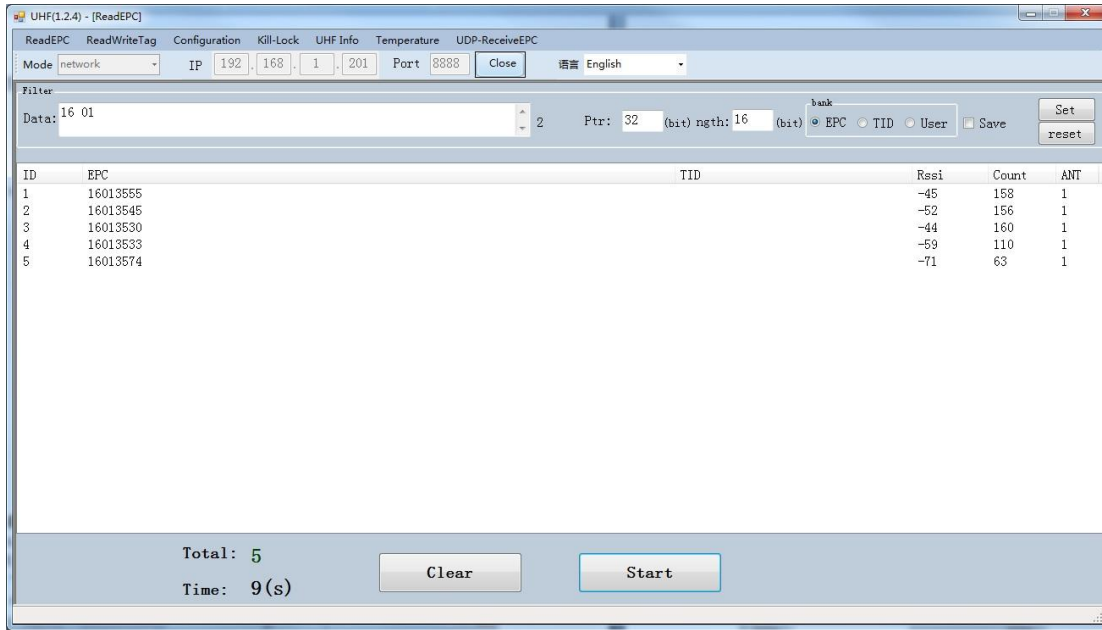 UHF(1.2.4) - [ReadEPC]
ReadEPC ReadWriteTag Configuration Kill-Lock UHF Info Temperature UDP-ReceiveEPC
Mode network IP 192 . 168 . 1 . 201 Port 8888 Close 语言 English
Filter
Data: 16 01 2 Ptr: 32 (bit) ngth: 16 (bit) bank EPC TID User Save Set
reset
ID EPC TID Rssi Count ANT
1 16013555 -45 158 1
2 16013545 -52 156 1
3 16013530 -44 160 1
4 16013533 -59 110 1
5 16013574 -71 63 1
Total: 5
Time: 9(s)
Clear Start